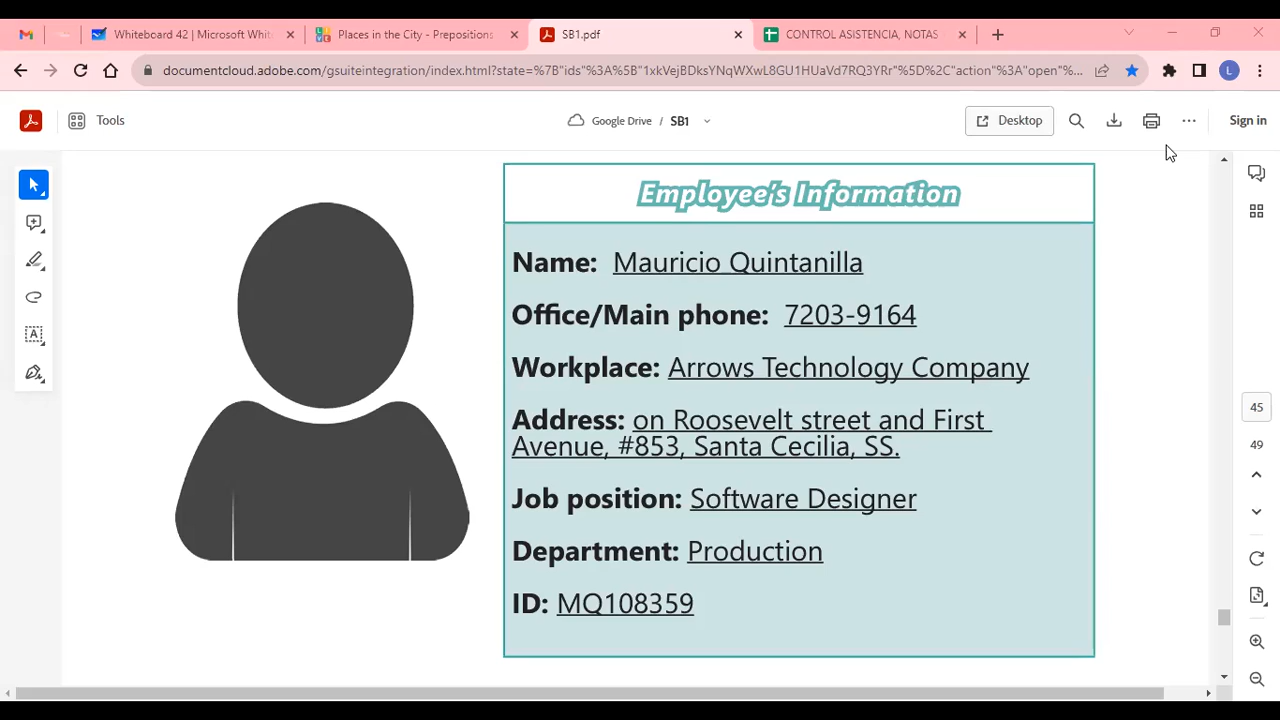 Whiteboard 42 | Microsoft Whit
Places in the City - Prepositions
SB1.pdf
CONTROL ASISTENCIA, NOTAS
documentcloud.adobe.com/gsuiteintegration/index.html?state=%7B"ids"%3A%5B"1xkVejBDksYNqWXwL8GU1HUaVd7RQ3YRr"%5D%2C"action"%3A"open"%...
L
Tools
Google Drive / SB1
Desktop
Sign in
Employee's Information
Name: Mauricio Quintanilla
Office/Main phone: 7203-9164
Workplace: Arrows Technology Company
Address: on Roosevelt street and First
Avenue, #853, Santa Cecilia, SS.
Job position: Software Designer
Department: Production
ID: MQ108359
45
49